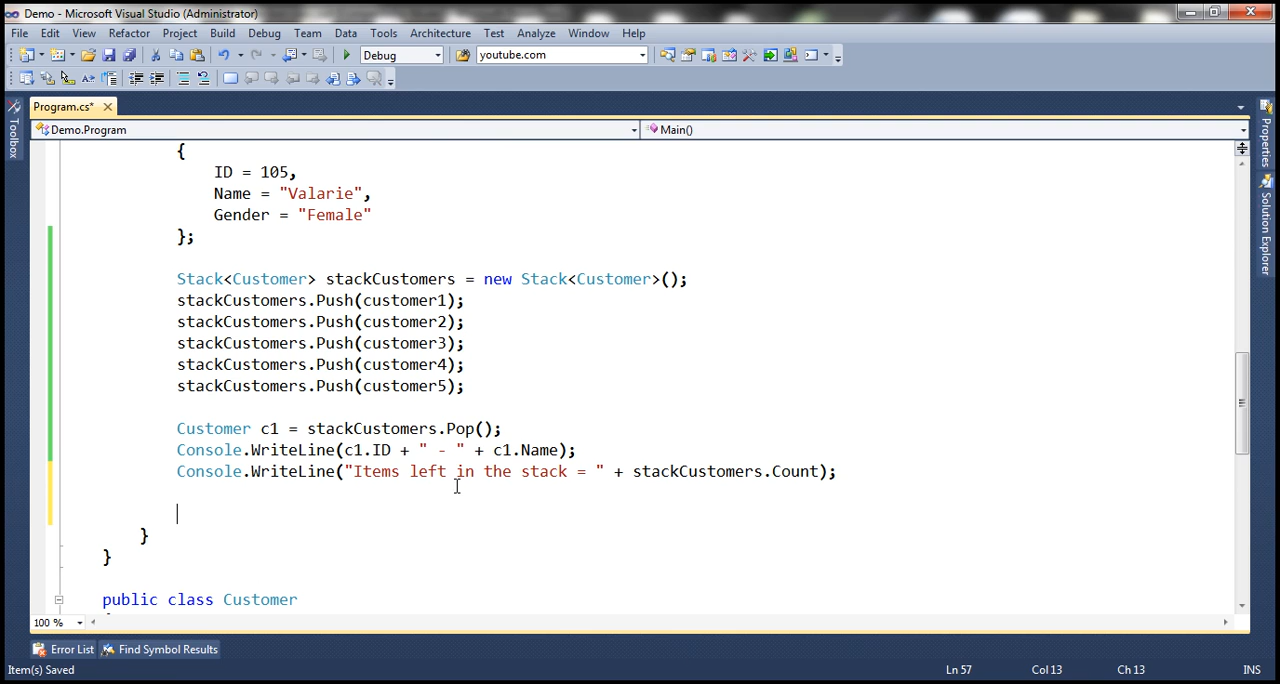 Demo - Microsoft Visual Studio (Administrator)
File Edit View Refactor Project Build Debug Team Data Tools Architecture Test Analyze Window Help
Debug youtube.com
Program.cs*
Demo.Program Main()
Toolbox
Properties
Solution Explorer
{
ID = 105,
Name = "Valarie",
Gender = "Female"
};
Stack<Customer> stackCustomers = new Stack<Customer>();
stackCustomers.Push(customer1);
stackCustomers.Push(customer2);
stackCustomers.Push(customer3);
stackCustomers.Push(customer4);
stackCustomers.Push(customer5);
Customer c1 = stackCustomers.Pop();
Console.WriteLine(c1.ID + " - " + c1.Name);
Console.WriteLine("Items left in the stack = " + stackCustomers.Count);
}
}
public class Customer
100 %
Error List Find Symbol Results
Item(s) Saved Ln 57 Col 13 Ch 13 INS